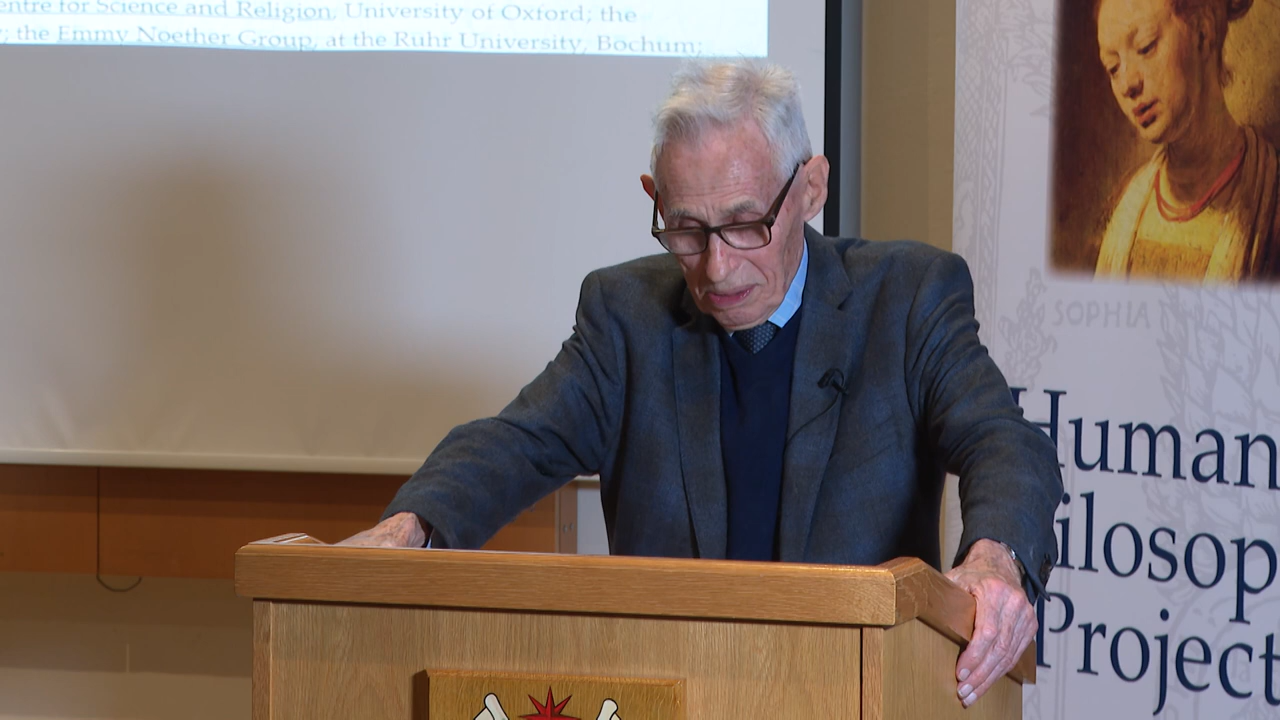 entre for Science and Religion, University of Oxford; the
; the Emmy Noether Group, at the Ruhr University, Bochum;
SOPHIA
Human
ilosop
Project